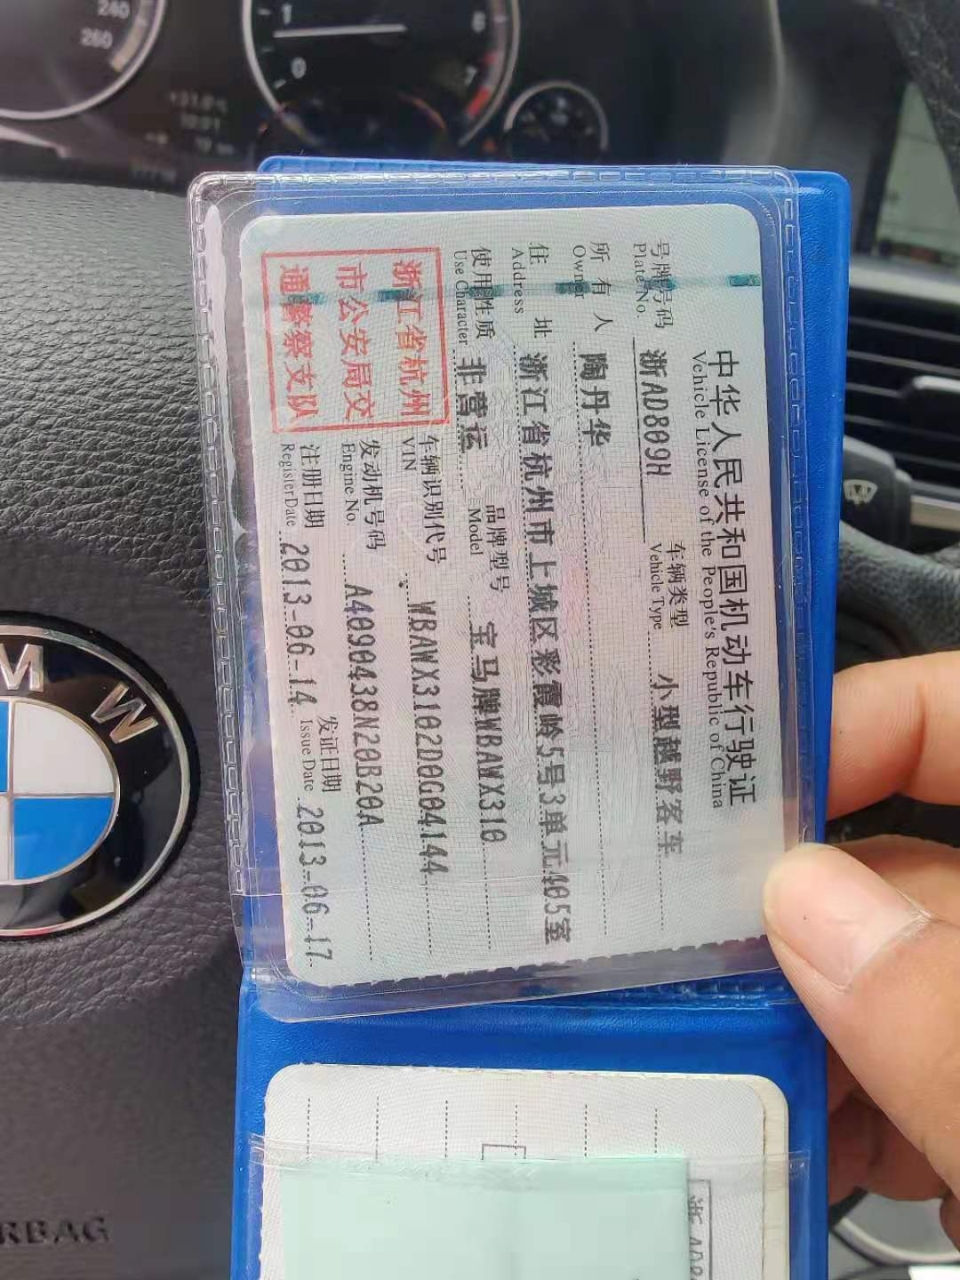 中华人民共和国机动车行驶证
Vehicle License of the People's Republic of China
号牌号码 浙AD809H 车辆类型 小型越野客车
Plate No. Vehicle Type
所有人 陶丹华
Owner
住址 浙江省杭州市上城区彩霞岭5号3单元405室
Address
使用性质 非营运 品牌型号 宝马牌WBAWX310
Use Character Model
浙江省杭州
市公安局交
通警察支队
车辆识别代号 WBAWX3102D0G04144
VIN
发动机号码 A4090438N20B20A
Engine No.
注册日期 2013-06-14 发证日期 2013-06-17
Register Date Issue Date
240
260
1
0
7
M W
RBAG
浙AD8